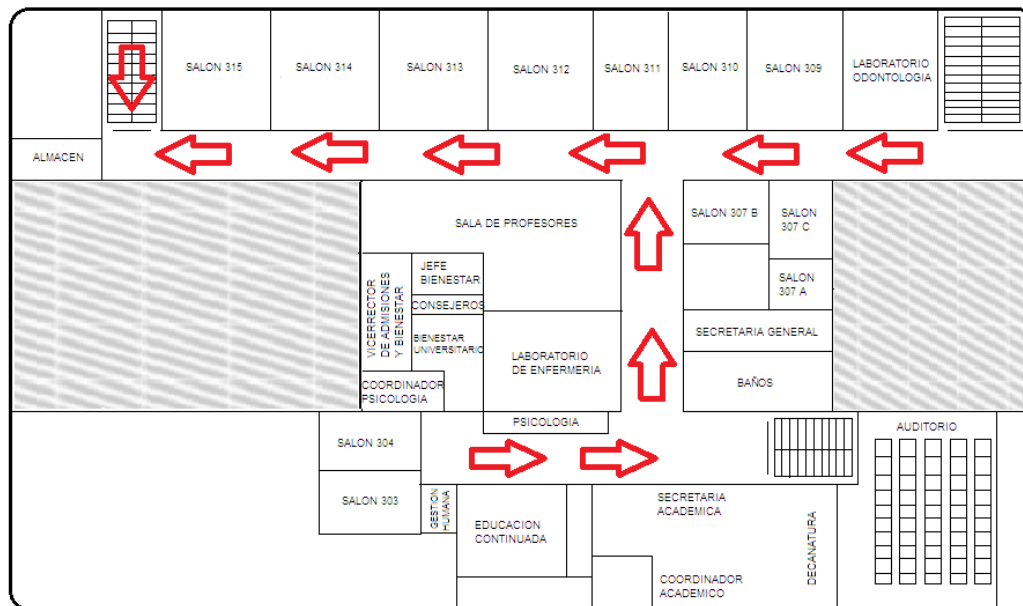 SALON 315
SALON 314
SALON 313
SALON 312
SALON 311
SALON 310
SALON 309
LABORATORIO
ODONTOLOGIA
ALMACEN
SALA DE PROFESORES
SALON 307 B
SALON
307 C
SALON
307 A
JEFE
BIENESTAR
CONSEJEROS
VICERRECTOR
DE ADMISIONES
Y BIENESTAR
BIENESTAR
UNIVERSITARIO
LABORATORIO
DE ENFERMERIA
SECRETARIA GENERAL
BAÑOS
COORDINADOR
PSICOLOGIA
PSICOLOGIA
AUDITORIO
SALON 304
SALON 303
GESTION
HUMANA
EDUCACION
CONTINUADA
SECRETARIA
ACADEMICA
DECANATURA
COORDINADOR
ACADEMICO